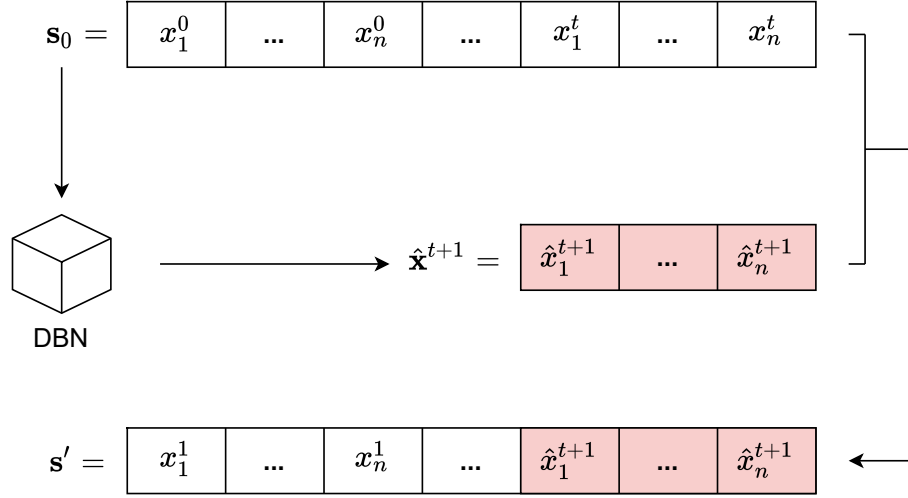 s₀ = x₁⁰ ... xₙ⁰ ... x₁ᵗ ... xₙᵗ
x̂ᵗ⁺¹ = x̂₁ᵗ⁺¹ ... x̂ₙᵗ⁺¹
DBN
s′ = x₁¹ ... xₙ¹ ... x̂₁ᵗ⁺¹ ... x̂ₙᵗ⁺¹